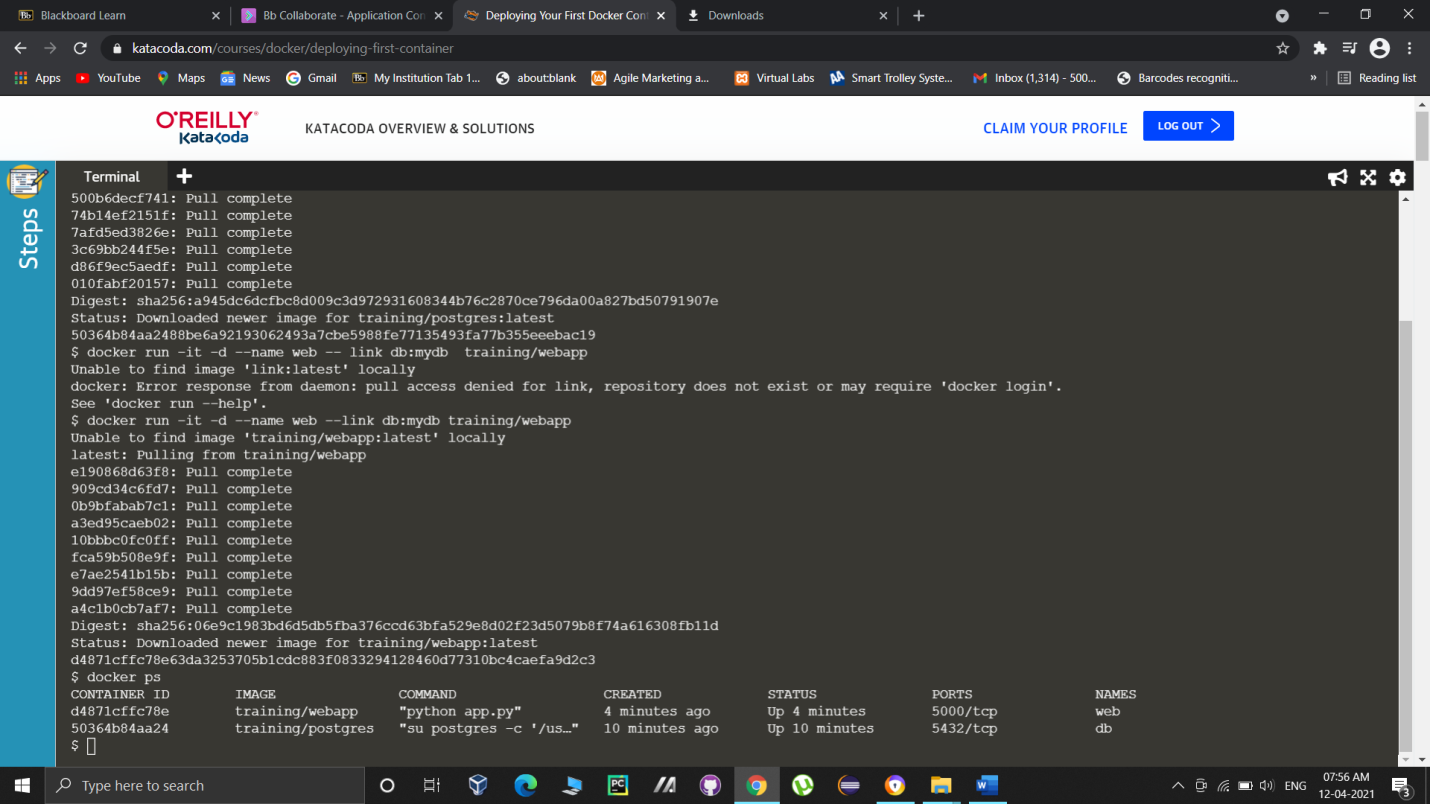 Blackboard Learn
Bb Collaborate - Application Con
Deploying Your First Docker Cont
Downloads
katacoda.com/courses/docker/deploying-first-container
Apps
YouTube
Maps
News
Gmail
Bb My Institution Tab 1...
about:blank
Agile Marketing a...
Virtual Labs
Smart Trolley Syste...
Inbox (1,314) - 500...
Barcodes recogniti...
»
Reading list
O'REILLY®
Katacoda
KATACODA OVERVIEW & SOLUTIONS
CLAIM YOUR PROFILE
LOG OUT
Steps
Terminal
500b6decf741: Pull complete
74b14ef2151f: Pull complete
7afd5ed3826e: Pull complete
3c69bb244f5e: Pull complete
d86f9ec5aedf: Pull complete
010fabf20157: Pull complete
Digest: sha256:a945dc6dcfbc8d009c3d972931608344b76c2870ce796da00a827bd50791907e
Status: Downloaded newer image for training/postgres:latest
50364b84aa2488be6a92193062493a7cbe5988fe77135493fa77b355eeebac19
$ docker run -it -d --name web -- link db:mydb  training/webapp
Unable to find image 'link:latest' locally
docker: Error response from daemon: pull access denied for link, repository does not exist or may require 'docker login'.
See 'docker run --help'.
$ docker run -it -d --name web --link db:mydb training/webapp
Unable to find image 'training/webapp:latest' locally
latest: Pulling from training/webapp
e190868d63f8: Pull complete
909cd34c6fd7: Pull complete
0b9bfabab7c1: Pull complete
a3ed95caeb02: Pull complete
10bbbc0fc0ff: Pull complete
fca59b508e9f: Pull complete
e7ae2541b15b: Pull complete
9dd97ef58ce9: Pull complete
a4c1b0cb7af7: Pull complete
Digest: sha256:06e9c1983bd6d5db5fba376ccd63bfa529e8d02f23d5079b8f74a616308fb11d
Status: Downloaded newer image for training/webapp:latest
d4871cffc78e63da3253705b1cdc883f0833294128460d77310bc4caefa9d2c3
$ docker ps
CONTAINER ID IMAGE COMMAND CREATED STATUS PORTS NAMES
d4871cffc78e training/webapp "python app.py" 4 minutes ago Up 4 minutes 5000/tcp web
50364b84aa24 training/postgres "su postgres -c '/us…" 10 minutes ago Up 10 minutes 5432/tcp db
$
Type here to search
PC
ENG
07:56 AM
12-04-2021
3